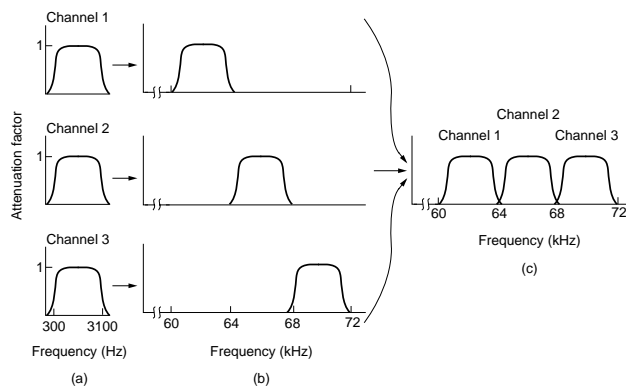 Channel 1
1
Channel 2
1
Channel 3
1
Attenuation factor
300 3100
Frequency (Hz)
(a)
60 64 68 72
Frequency (kHz)
(b)
Channel 2
Channel 1 Channel 3
60 64 68 72
Frequency (kHz)
(c)